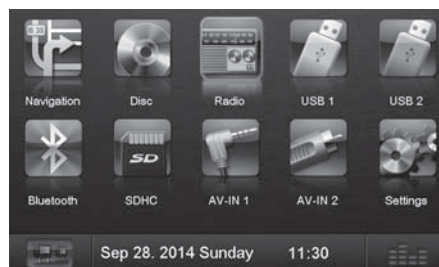 Navigation Disc Radio USB 1 USB 2
SD
Bluetooth SDHC AV-IN 1 AV-IN 2 Settings
Sep 28. 2014 Sunday 11:30